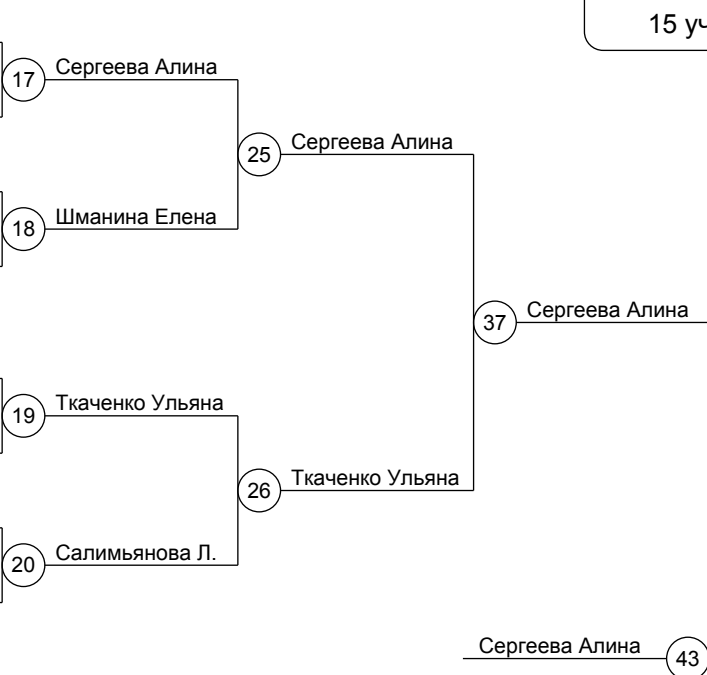 15 уч
17 Сергеева Алина
25 Сергеева Алина
18 Шманина Елена
37 Сергеева Алина
19 Ткаченко Ульяна
26 Ткаченко Ульяна
20 Салимьянова Л.
Сергеева Алина 43